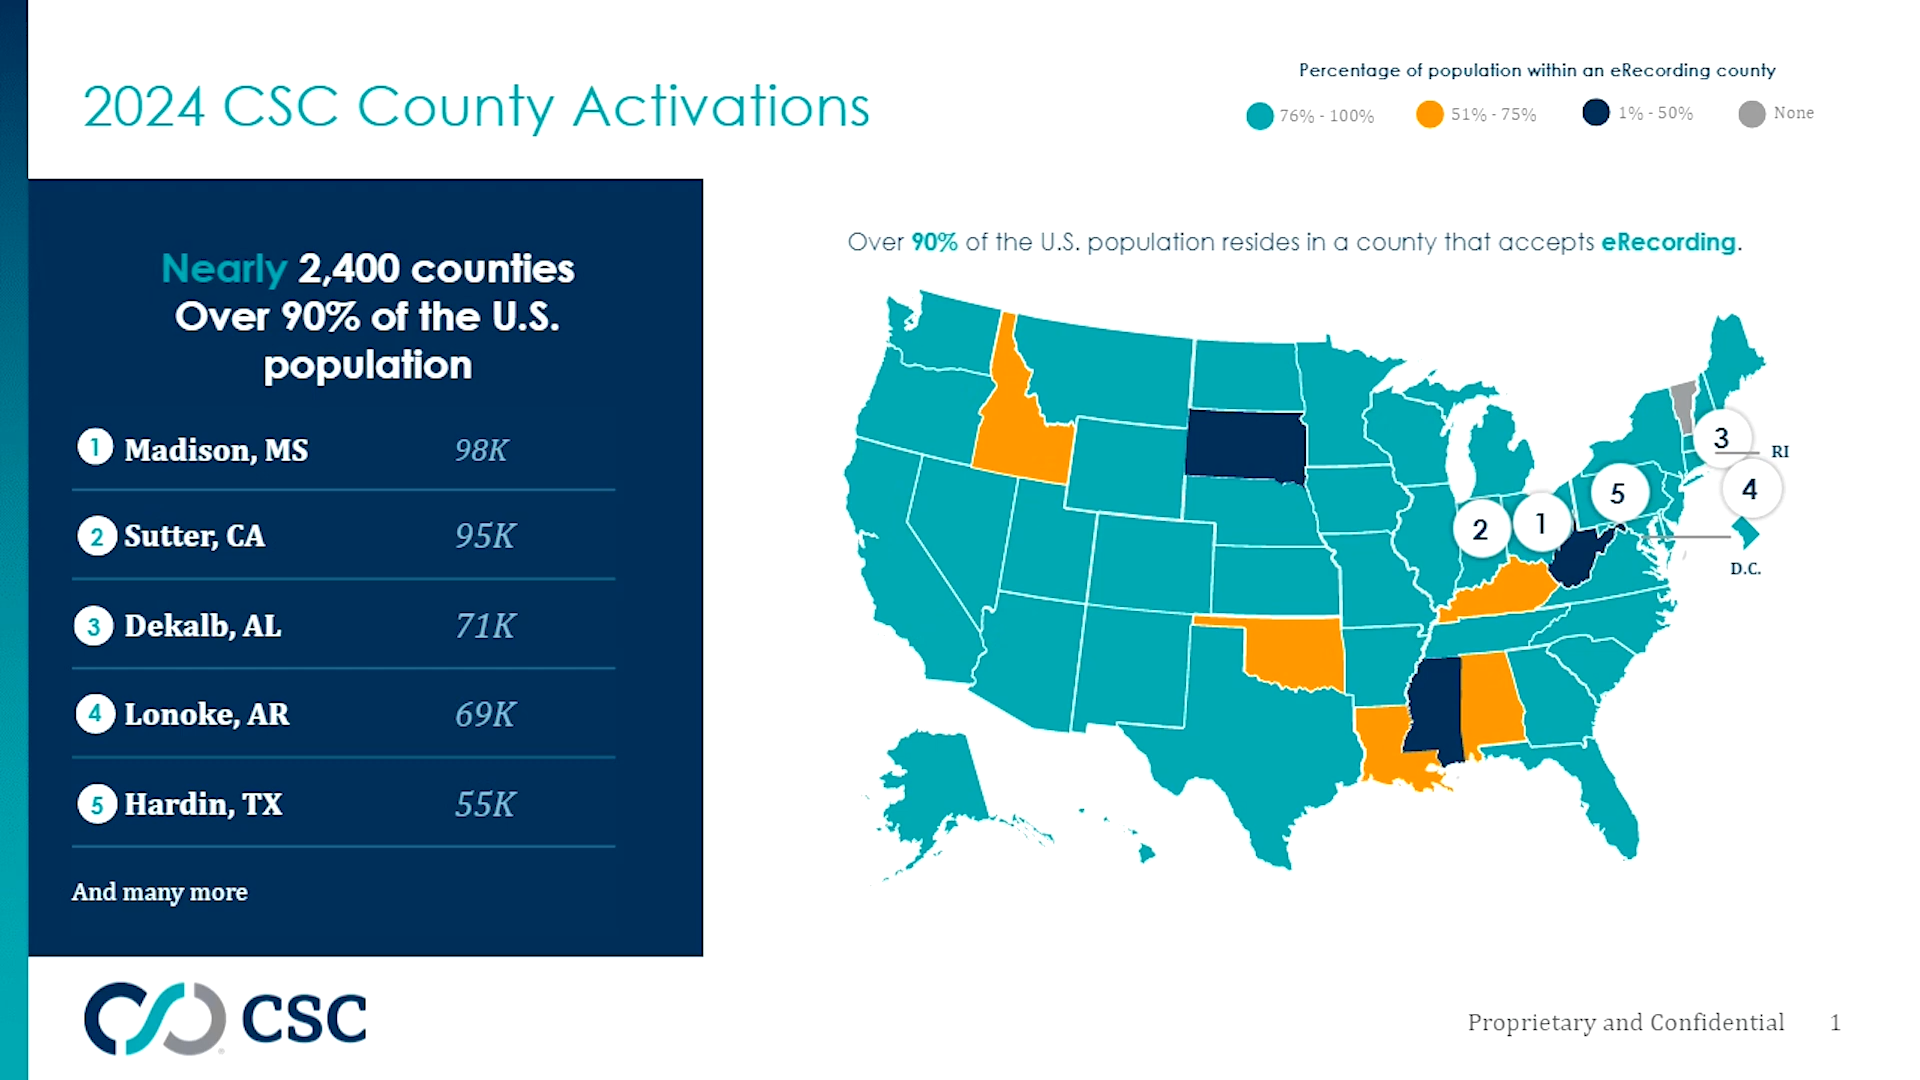 2024 CSC County Activations
Percentage of population within an eRecording county
76% - 100%
51% - 75%
1% - 50%
None
Nearly 2,400 counties
Over 90% of the U.S.
population
1 Madison, MS 98K
2 Sutter, CA 95K
3 Dekalb, AL 71K
4 Lonoke, AR 69K
5 Hardin, TX 55K
And many more
Over 90% of the U.S. population resides in a county that accepts eRecording.
3
RI
4
5
2
1
D.C.
CSC
Proprietary and Confidential 1